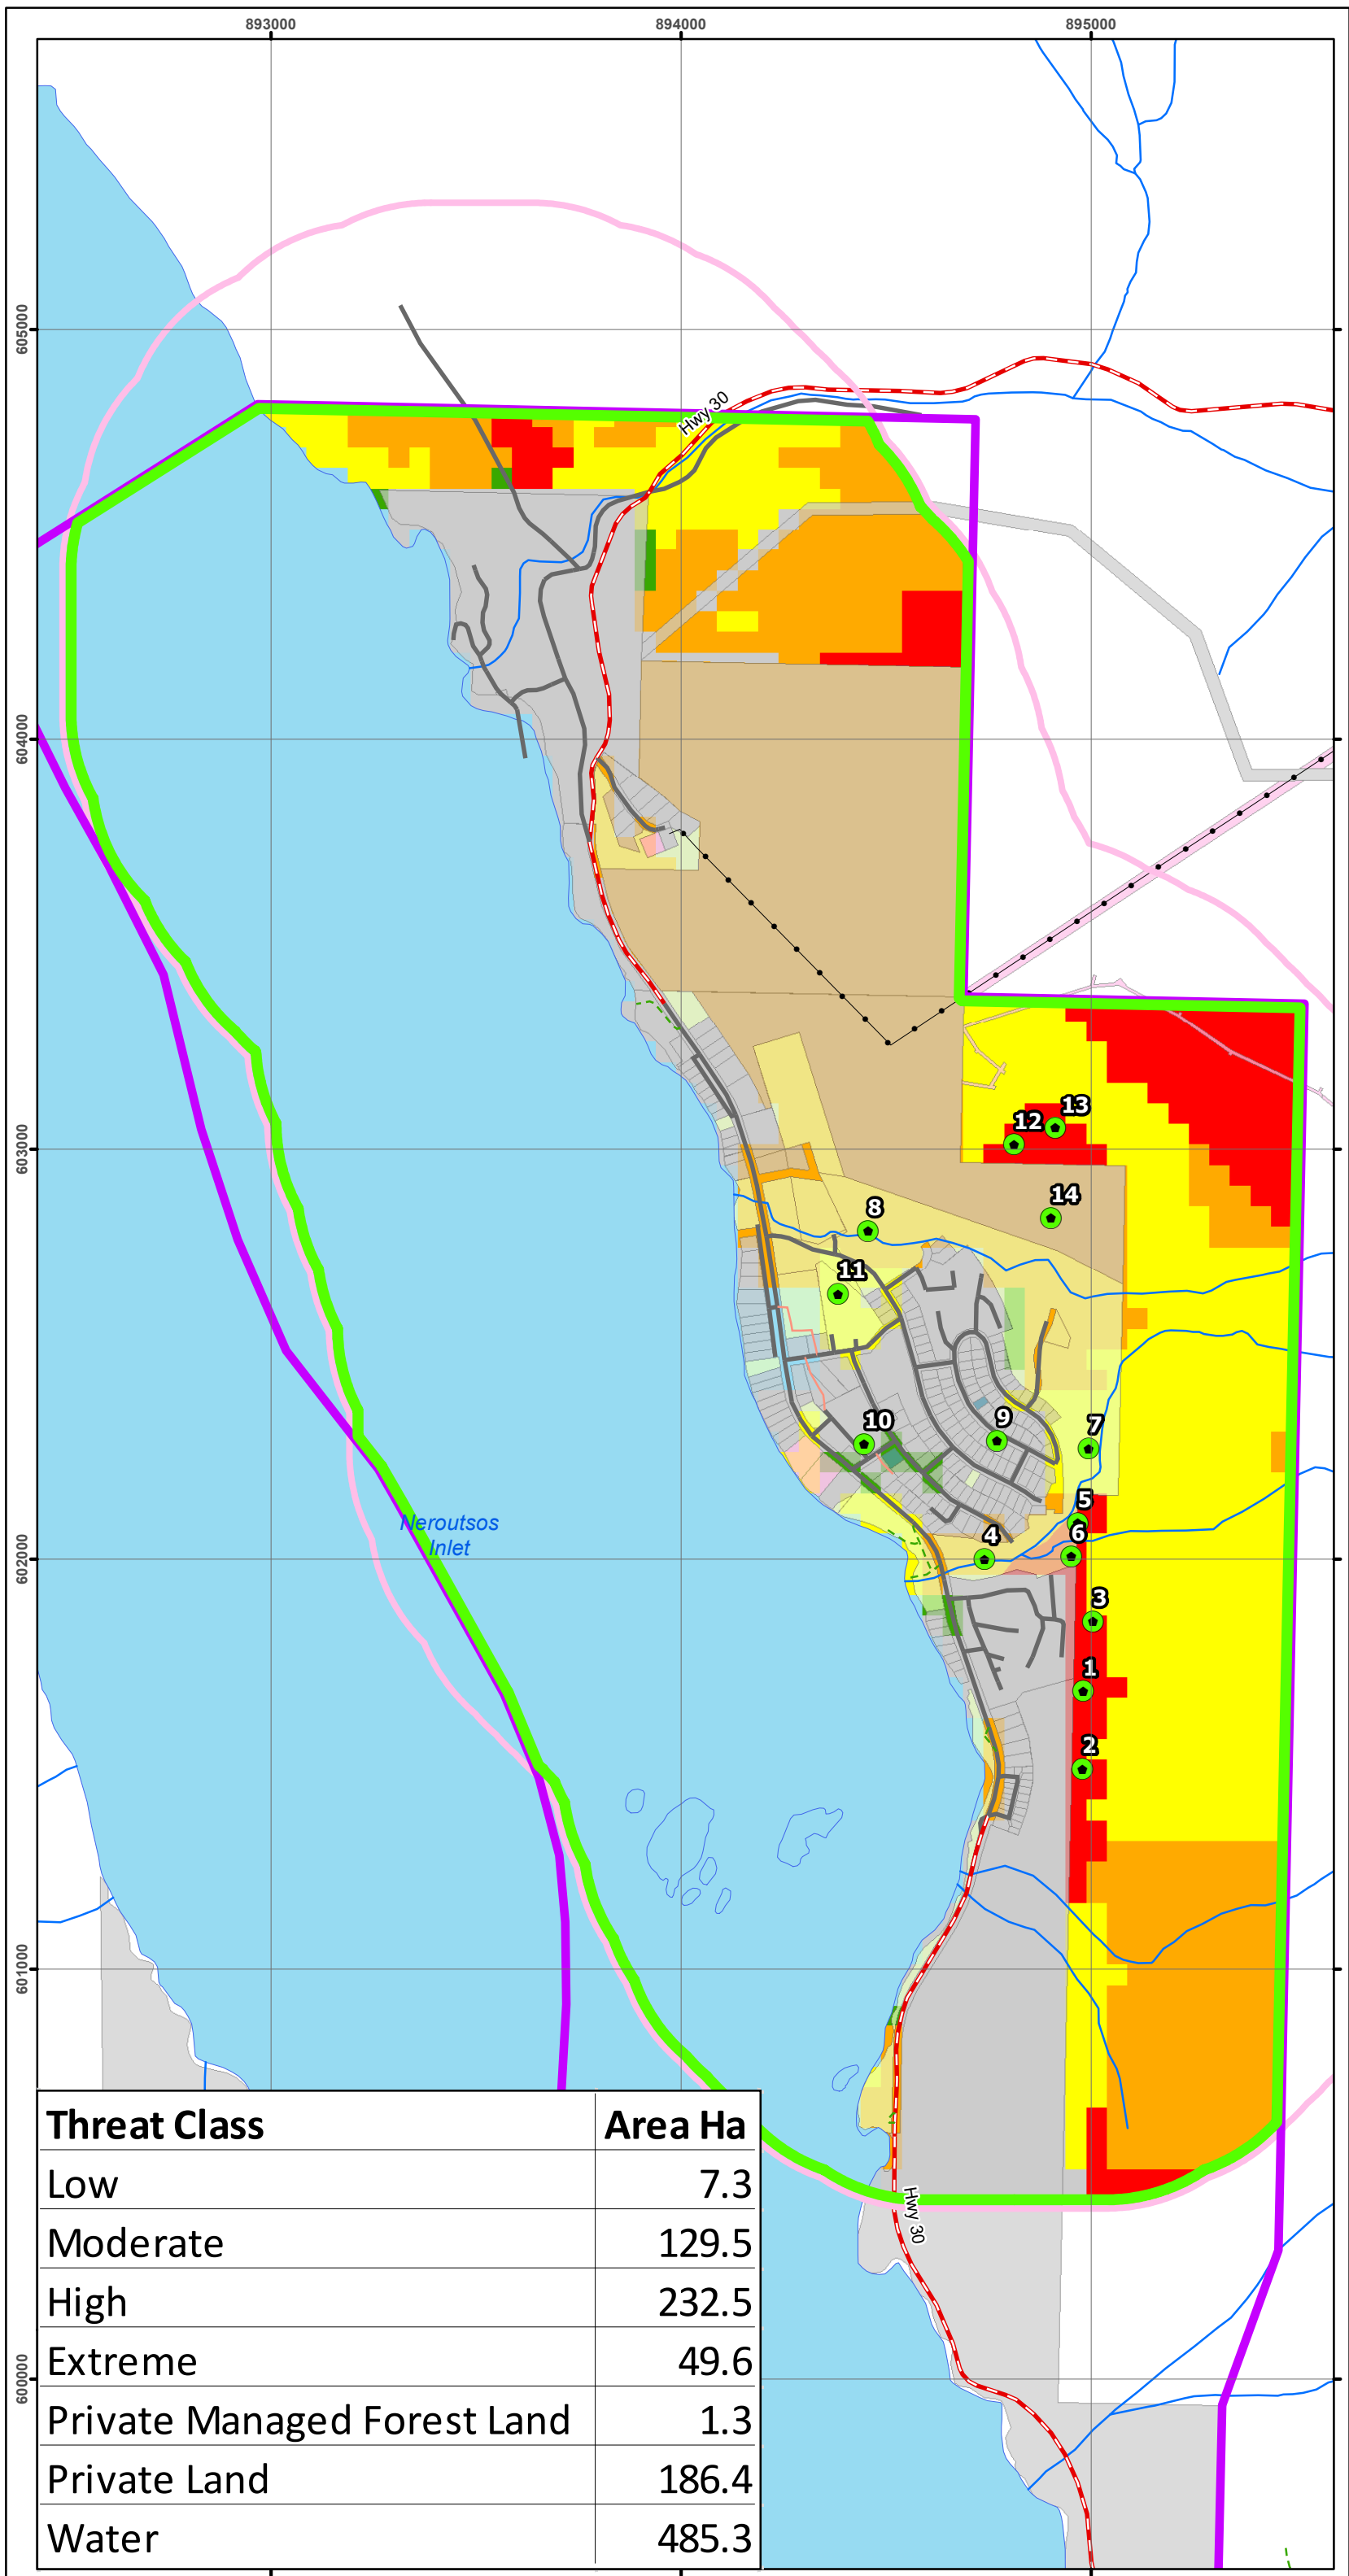 893000 894000 895000
605000
Hwy 30
604000
603000
13
12
14
8
11
10 9
7
5
Neroutsos
Inlet
4 6
602000
3
1
2
601000
Hwy 30
600000
Threat Class Area Ha
Low 7.3
Moderate 129.5
High 232.5
Extreme 49.6
Private Managed Forest Land 1.3
Private Land 186.4
Water 485.3